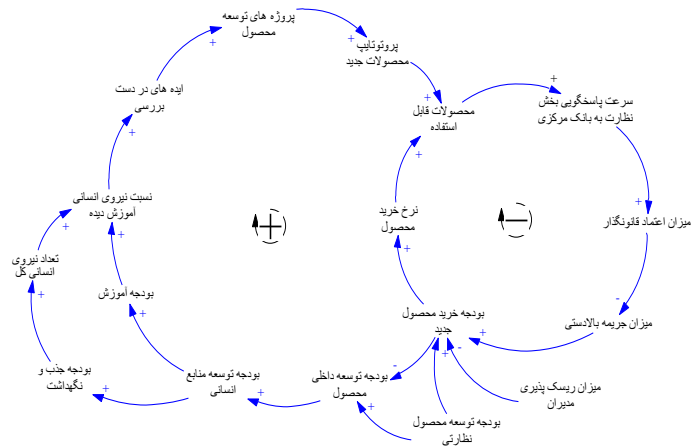 پروژه های توسعه
محصول
پروتوتایپ
محصولات جدید
+
+
ایده های در دست
بررسی
+
محصولات قابل
استفاده
+
+
سرعت پاسخگویی بخش
نظارت به بانک مرکزی
+
نسبت نیروی انسانی
آموزش دیده
+
+
نرخ خرید
محصول
+
میزان اعتماد قانونگذار
+
تعداد نیروی
انسانی کل
+
بودجه آموزش
+
بودجه خرید محصول
جدید
+
-
+
میزان جریمه بالادستی
-
بودجه جذب و
نگهداشت
+
بودجه توسعه منابع
انسانی
+
بودجه توسعه داخلی
محصول
-
+
میزان ریسک پذیری
مدیران
بودجه توسعه محصول
نظارتی
+
−